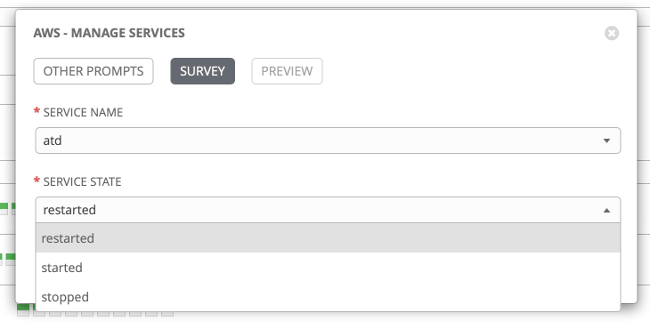 AWS - MANAGE SERVICES
OTHER PROMPTS
SURVEY
PREVIEW
* SERVICE NAME
atd
* SERVICE STATE
restarted
restarted
started
stopped